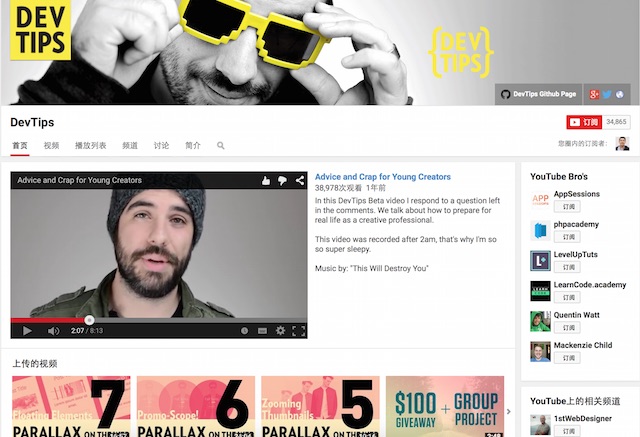 DEV
TIPS
{DEV
TIPS}
DevTips Github Page
DevTips
订阅 34,865
首页 视频 播放列表 频道 讨论 简介
您圈内的订阅者:
Advice and Crap for Young Creators
2:07 / 8:13
Advice and Crap for Young Creators
38,978次观看 1年前
In this DevTips Beta video I respond to a question left
in the comments. We talk about how to prepare for
real life as a creative professional.
This video was recorded after 2am, that's why I'm so
so super sleepy.
Music by: "This Will Destroy You"
YouTube Bro's
APP
SESSIONS
AppSessions
订阅
phpacademy
订阅
LevelUpTuts
订阅
LEARN
CODE
LearnCode.academy
订阅
Quentin Watt
订阅
Mackenzie Child
订阅
YouTube上的相关频道
1stWebDesigner
订阅
上传的视频
Floating Elements
7
PARALLAX ON THE
Promo-Scope!
6
PARALLAX ON THE
Zooming
Thumbnails
5
PARALLAX ON THE
$100
GIVEAWAY
+ GROUP
PROJECT